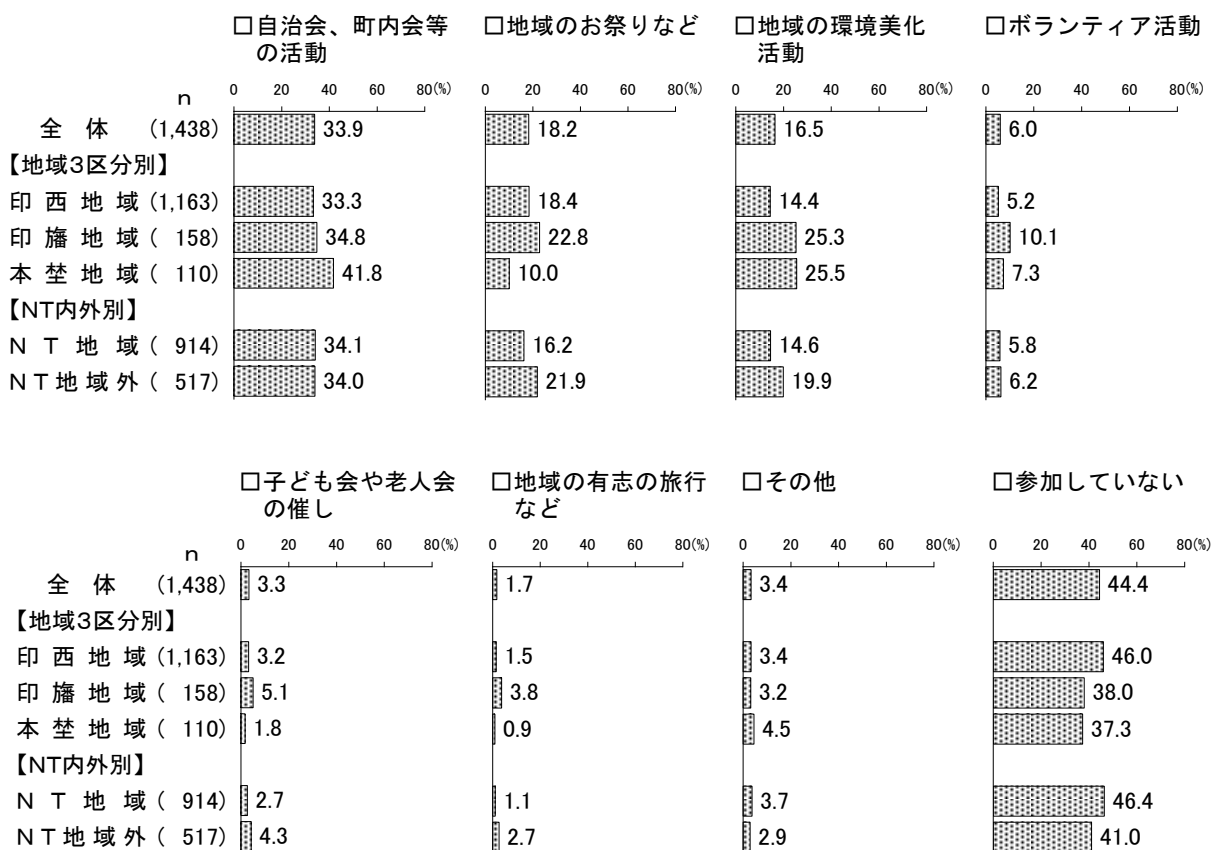 □自治会、町内会等 □地域のお祭りなど □地域の環境美化 □ボランティア活動
の活動 活動
0 20 40 60 80(%) 0 20 40 60 80(%) 0 20 40 60 80(%) 0 20 40 60 80(%)
n
全 体 (1,438) 33.9 18.2 16.5 6.0
【地域3区分別】
印 西 地 域 (1,163) 33.3 18.4 14.4 5.2
印 旛 地 域 ( 158) 34.8 22.8 25.3 10.1
本 埜 地 域 ( 110) 41.8 10.0 25.5 7.3
【NT内外別】
N T 地 域 ( 914) 34.1 16.2 14.6 5.8
N T 地 域 外 ( 517) 34.0 21.9 19.9 6.2
□子ども会や老人会 □地域の有志の旅行 □その他 □参加していない
の催し など
0 20 40 60 80(%) 0 20 40 60 80(%) 0 20 40 60 80(%) 0 20 40 60 80(%)
n
全 体 (1,438) 3.3 1.7 3.4 44.4
【地域3区分別】
印 西 地 域 (1,163) 3.2 1.5 3.4 46.0
印 旛 地 域 ( 158) 5.1 3.8 3.2 38.0
本 埜 地 域 ( 110) 1.8 0.9 4.5 37.3
【NT内外別】
N T 地 域 ( 914) 2.7 1.1 3.7 46.4
N T 地 域 外 ( 517) 4.3 2.7 2.9 41.0